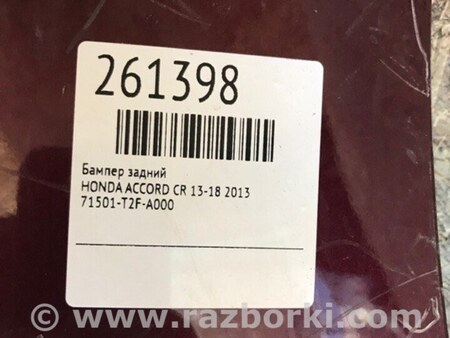 261398
Бампер задний
HONDA ACCORD CR 13-18 2013
71501-T2F-A000
© www.razborki.com